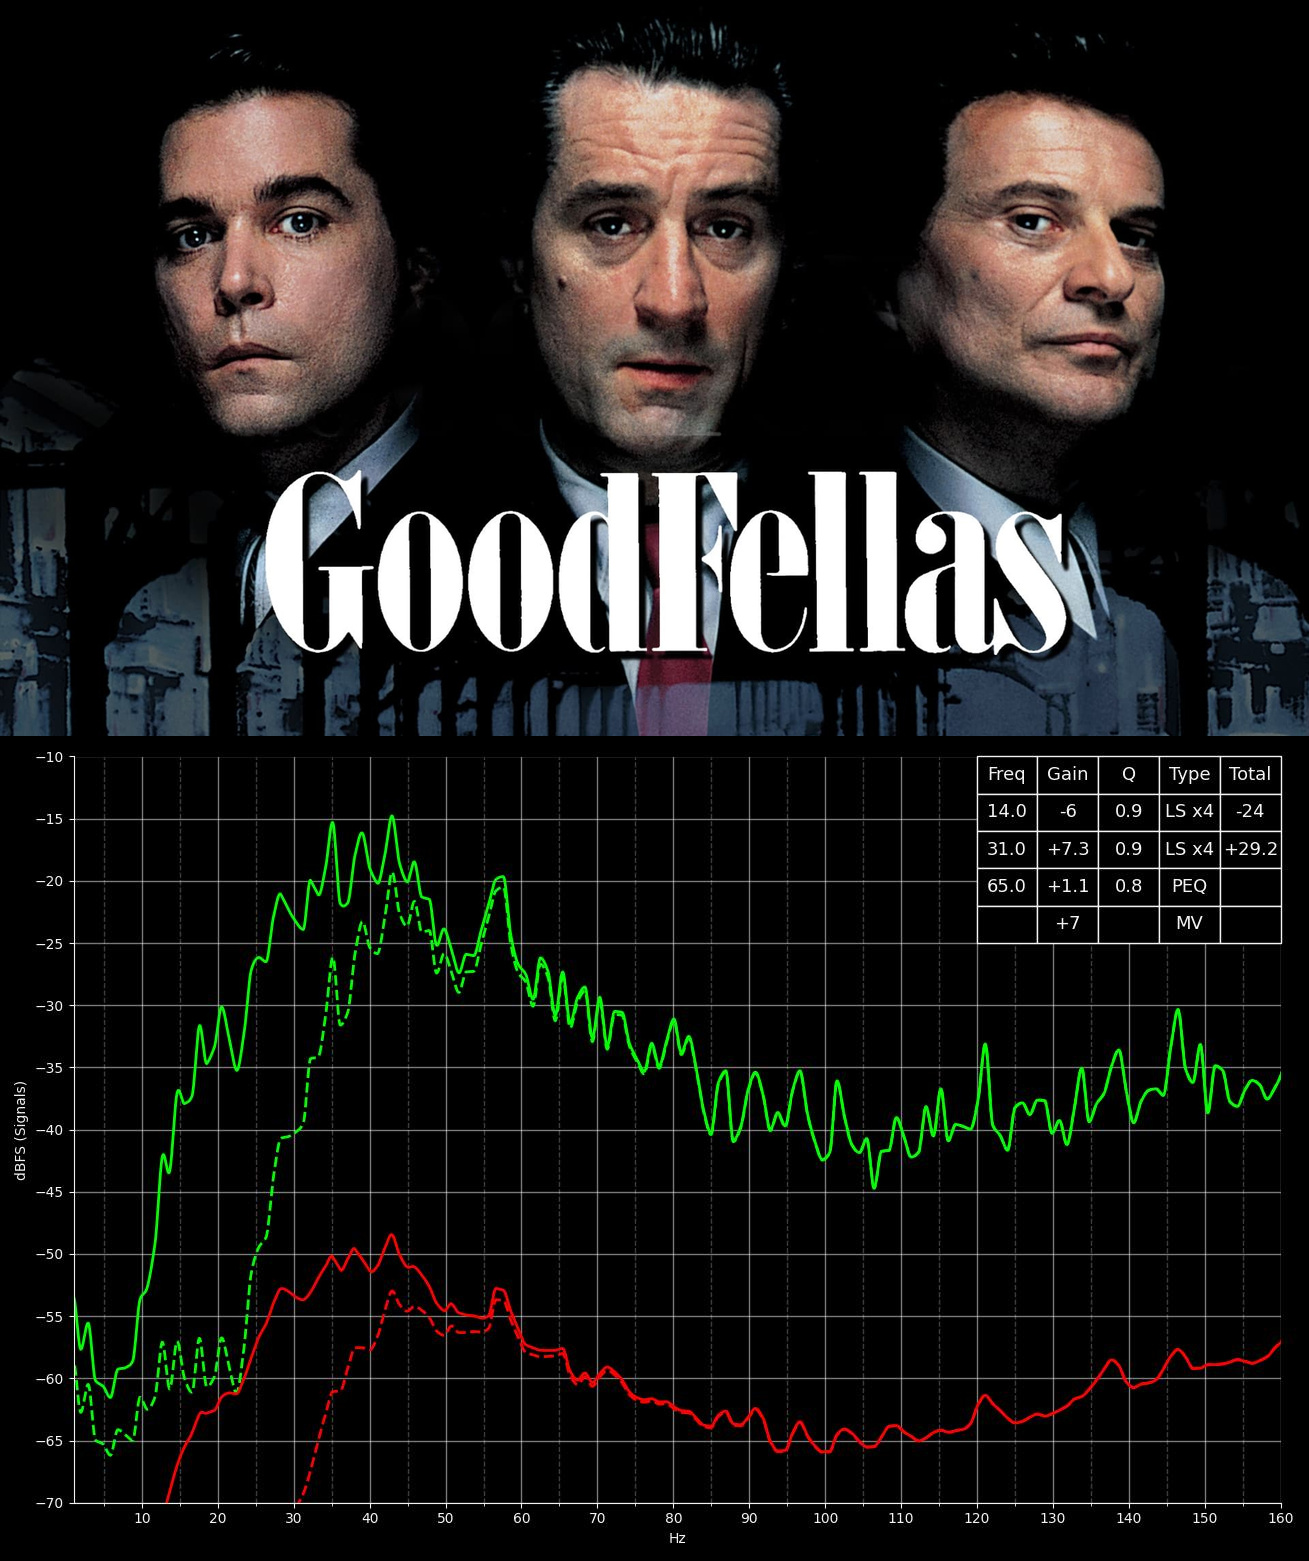 GoodFellas
Freq Gain Q Type Total
14.0 -6 0.9 LS x4 -24
31.0 +7.3 0.9 LS x4 +29.2
65.0 +1.1 0.8 PEQ
+7 MV
−10
−15
−20
−25
−30
−35
−40
−45
−50
−55
−60
−65
−70
dBFS (Signals)
10 20 30 40 50 60 70 80 90 100 110 120 130 140 150 160
Hz